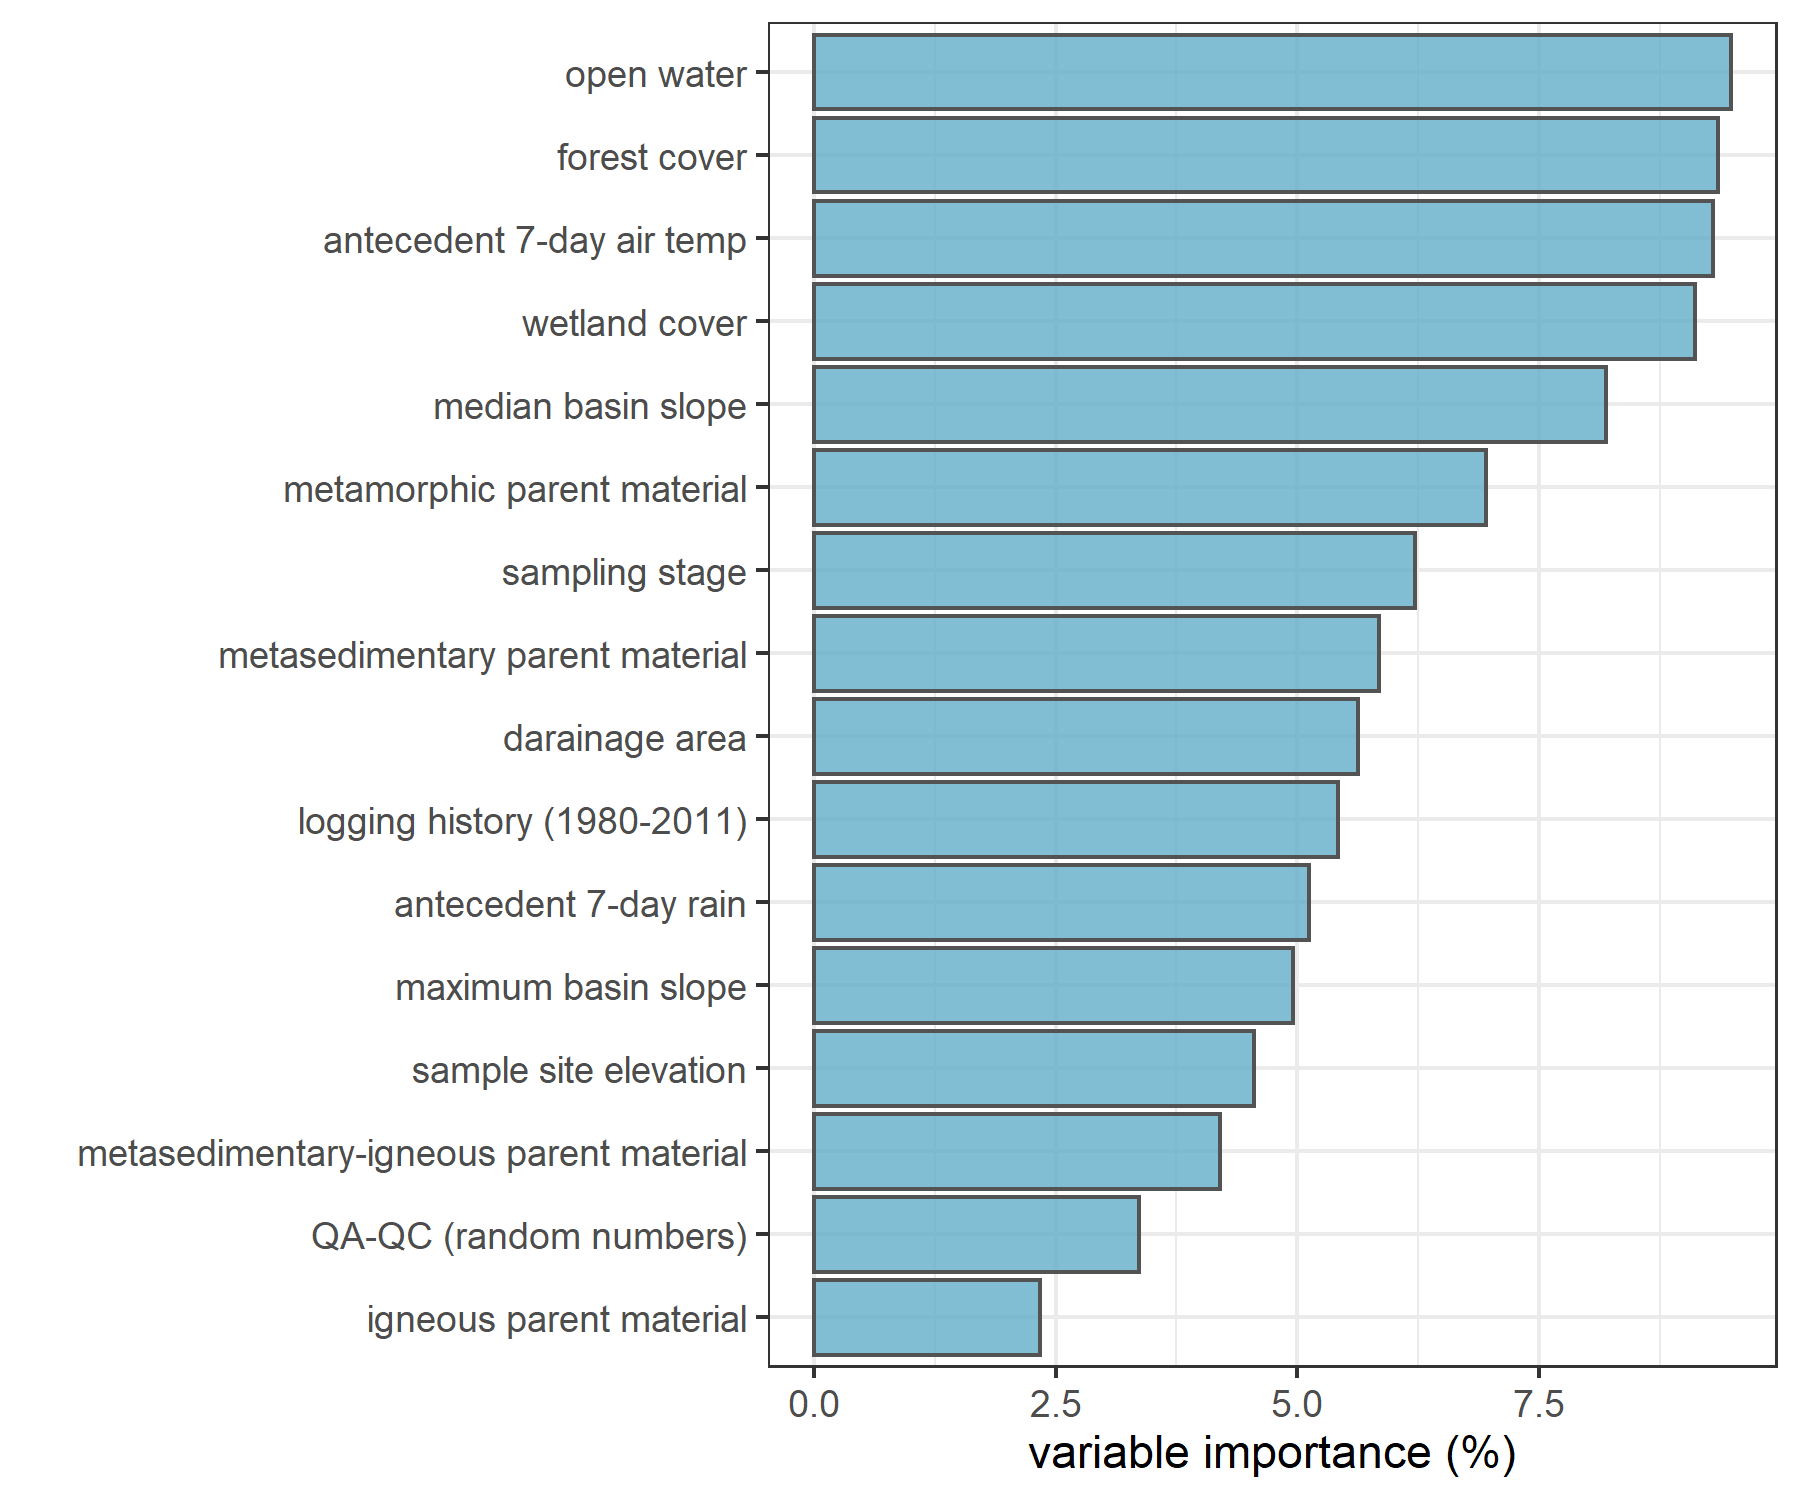 open water
forest cover
antecedent 7-day air temp
wetland cover
median basin slope
metamorphic parent material
sampling stage
metasedimentary parent material
darainage area
logging history (1980-2011)
antecedent 7-day rain
maximum basin slope
sample site elevation
metasedimentary-igneous parent material
QA-QC (random numbers)
igneous parent material
0.0 2.5 5.0 7.5
variable importance (%)